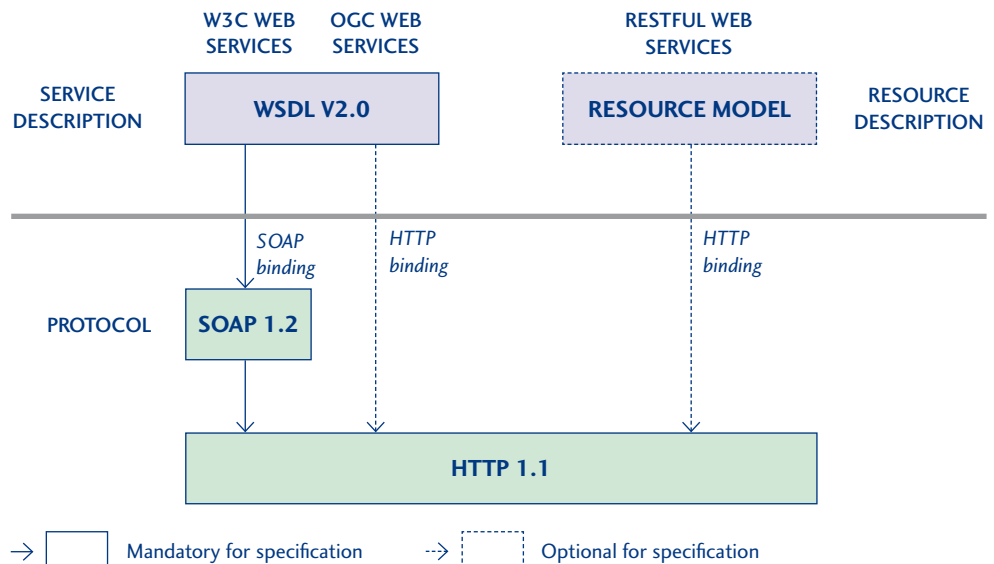 W3C WEB
SERVICES
OGC WEB
SERVICES
RESTFUL WEB
SERVICES
SERVICE
DESCRIPTION
WSDL V2.0
RESOURCE MODEL
RESOURCE
DESCRIPTION
SOAP
binding
HTTP
binding
HTTP
binding
PROTOCOL
SOAP 1.2
HTTP 1.1
Mandatory for specification
Optional for specification